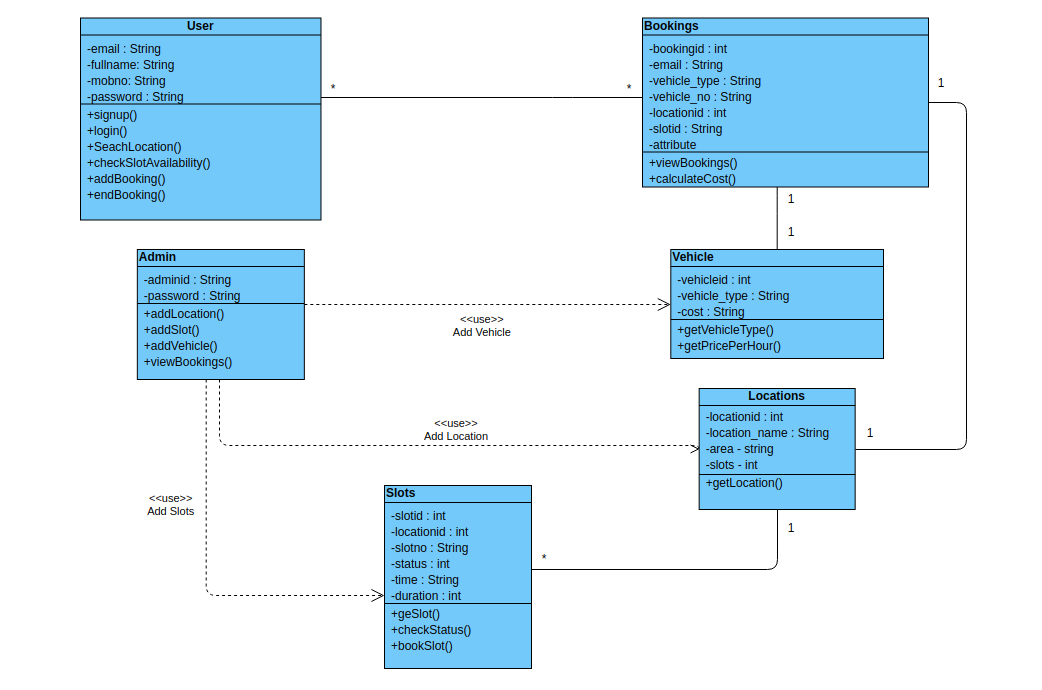 User
-email : String
-fullname: String
-mobno: String
-password : String
+signup()
+login()
+SeachLocation()
+checkSlotAvailability()
+addBooking()
+endBooking()
*
*
Bookings
-bookingid : int
-email : String
-vehicle_type : String
-vehicle_no : String
-locationid : int
-slotid : String
-attribute
+viewBookings()
+calculateCost()
1
1
1
Admin
-adminid : String
-password : String
+addLocation()
+addSlot()
+addVehicle()
+viewBookings()
<<use>>
Add Vehicle
Vehicle
-vehicleid : int
-vehicle_type : String
-cost : String
+getVehicleType()
+getPricePerHour()
<<use>>
Add Location
Locations
-locationid : int
-location_name : String
-area - string
-slots - int
+getLocation()
1
1
<<use>>
Add Slots
Slots
-slotid : int
-locationid : int
-slotno : String
-status : int
-time : String
-duration : int
+geSlot()
+checkStatus()
+bookSlot()
*